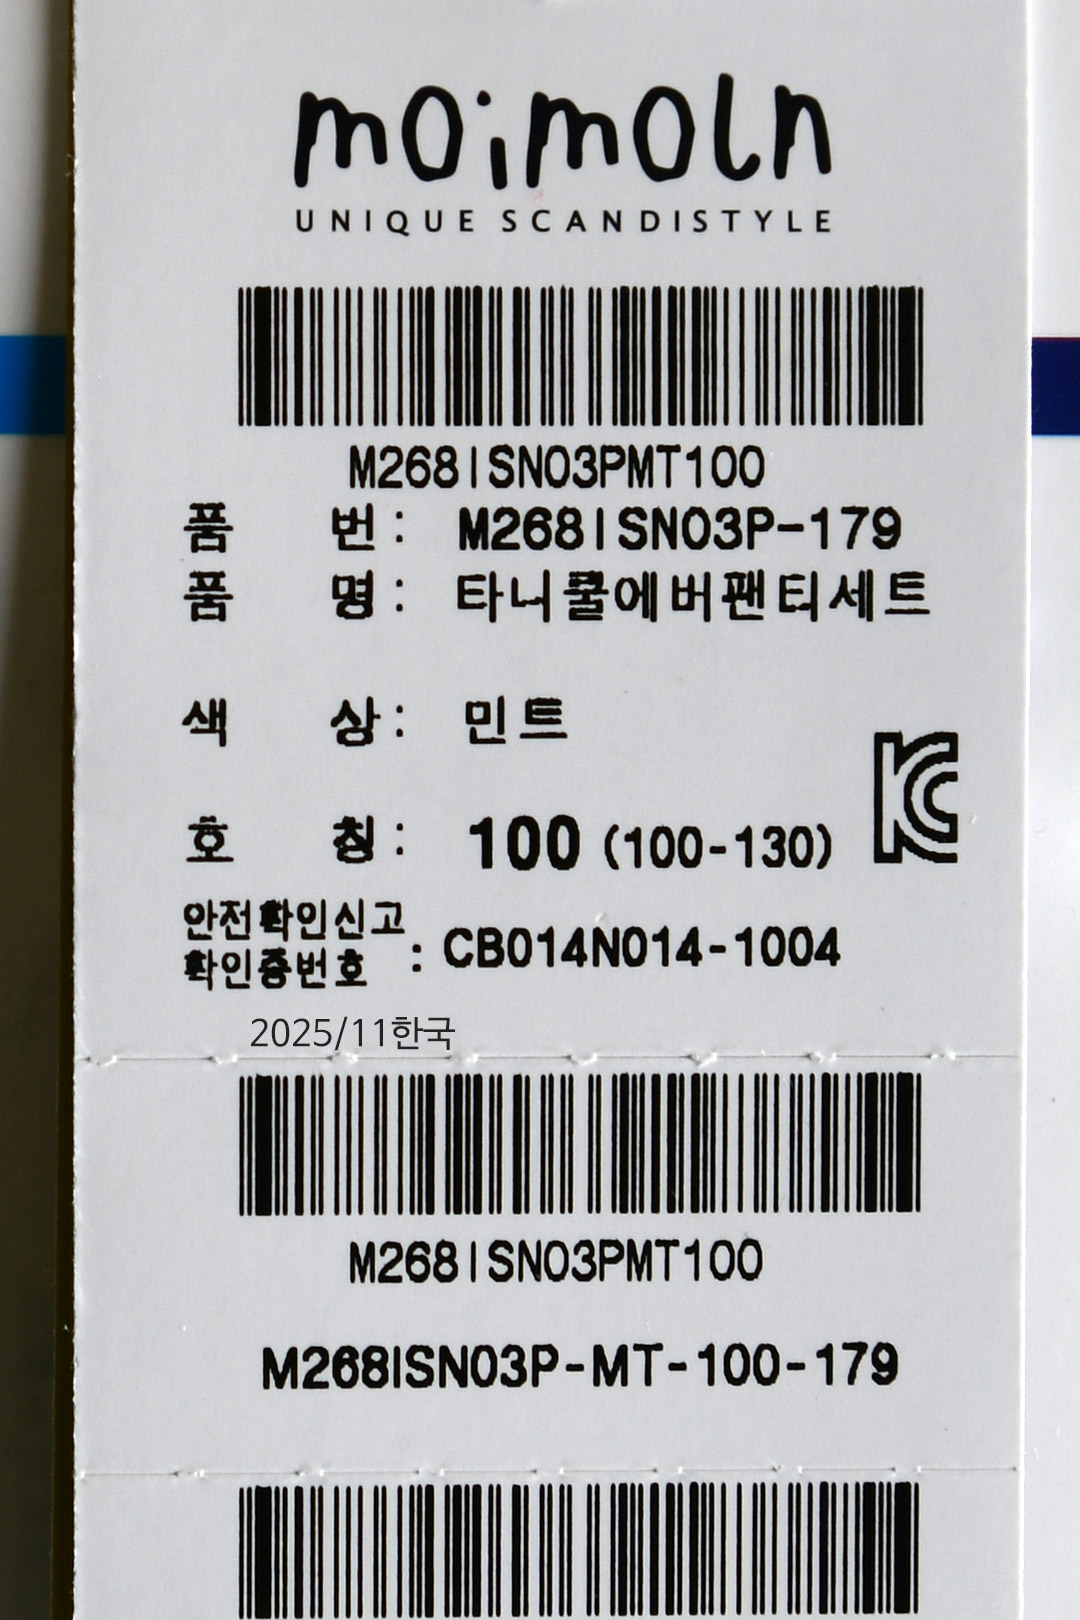 moimoln
UNIQUE SCANDISTYLE
M268ISN03PMT100
품 번: M268ISN03P-179
품 명: 타니쿨에버팬티세트
색 상: 민트
호 칭: 100 (100-130)
안전확인신고
확인증번호 : CB014N014-1004
2025/11한국
M268ISN03PMT100
M268ISN03P-MT-100-179